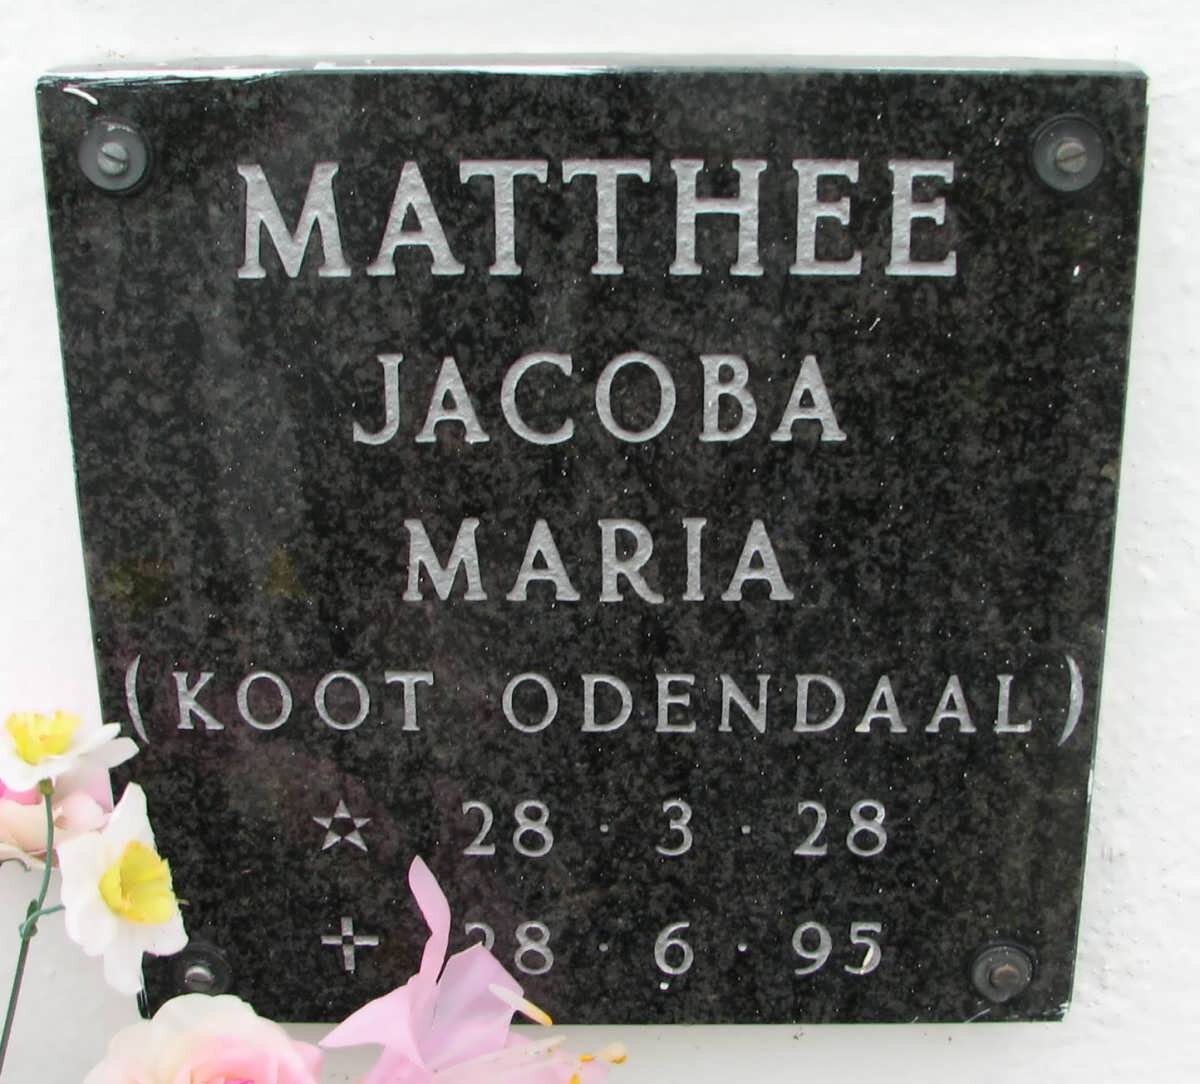 MATTHEE
JACOBA
MARIA
(KOOT ODENDAAL)
☆ 28 · 3 · 28
✢ 28 · 6 · 95